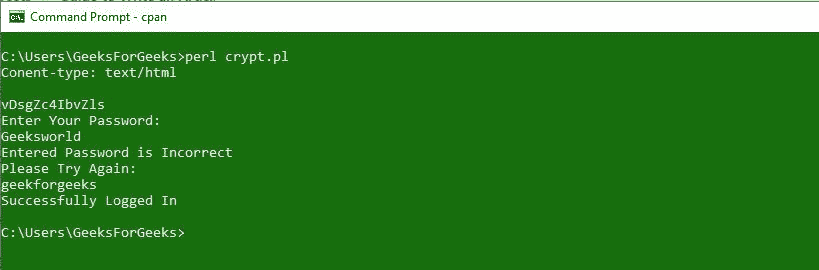 Command Prompt - cpan
C:\Users\GeeksForGeeks>perl crypt.pl
Conent-type: text/html
vDsgZc4IbvZls
Enter Your Password:
Geeksworld
Entered Password is Incorrect
Please Try Again:
geekforgeeks
Successfully Logged In
C:\Users\GeeksForGeeks>